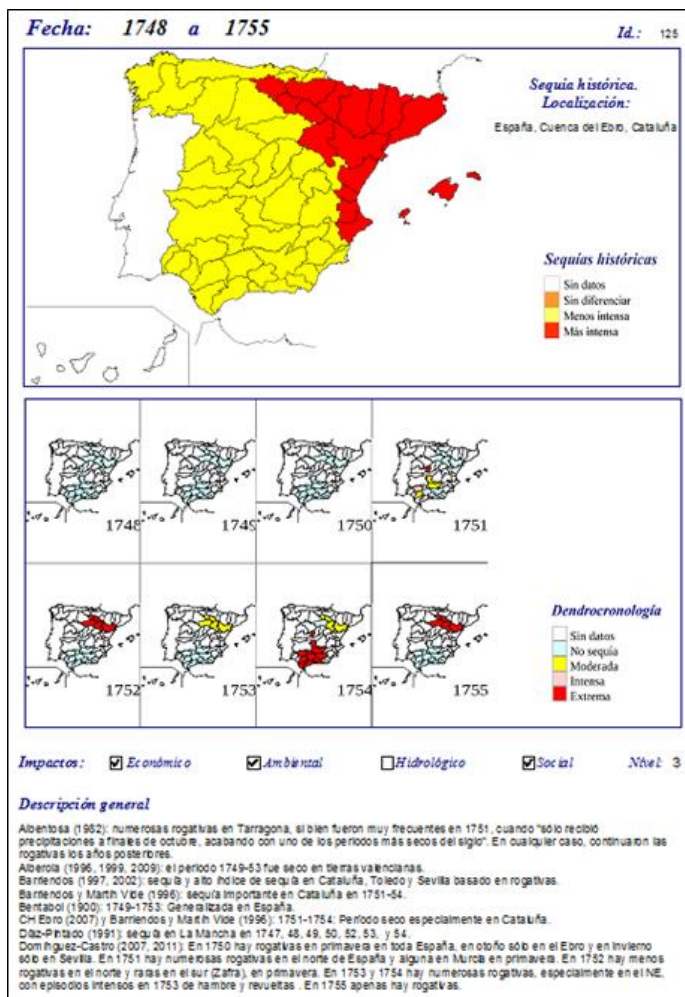 Fecha: 1748 a 1755
Id.: 125
Sequía histórica.
Localización:
España, Cuenca del Ebro, Cataluña
Sequías históricas
Sin datos
Sin diferenciar
Menos intensa
Más intensa
1748
1749
1750
1751
1752
1753
1754
1755
Dendrocronología
Sin datos
No sequía
Moderada
Intensa
Extrema
Impactos: Económico Ambiental Hidrológico Social Nivel: 3
Descripción general
Albentosa (1982): numerosas rogativas en Tarragona, si bien fueron muy frecuentes en 1751, cuando "sólo recibió
precipitaciones a finales de octubre, acabando con uno de los periodos más secos del siglo". En cualquier caso, continuaron las
rogativas los años posteriores.
Alberola (1996, 1999, 2009): el periodo 1749-53 fue seco en tierras valencianas.
Barriendos (1997, 2002): sequía y alto índice de sequía en Cataluña, Toledo y Sevilla basado en rogativas.
Barriendos y Martín Vide (1996): sequía importante en Cataluña en 1751-54.
Bentabol (1900): 1749-1753: Generalizada en España.
CH Ebro (2007) y Barriendos y Martín Vide (1996): 1751-1754: Período seco especialmente en Cataluña.
Díaz-Pintado (1991): sequía en La Mancha en 1747, 48, 49, 50, 52, 53, y 54.
Domínguez-Castro (2007, 2011): En 1750 hay rogativas en primavera en toda España, en otoño sólo en el Ebro y en invierno
sólo en Sevilla. En 1751 hay numerosas rogativas en el norte de España y alguna en Murcia en primavera. En 1752 hay menos
rogativas en el norte y raras en el sur (Zafra), en primavera. En 1753 y 1754 hay numerosas rogativas, especialmente en el NE,
con episodios intensos en 1753 de hambre y revueltas . En 1755 apenas hay rogativas.